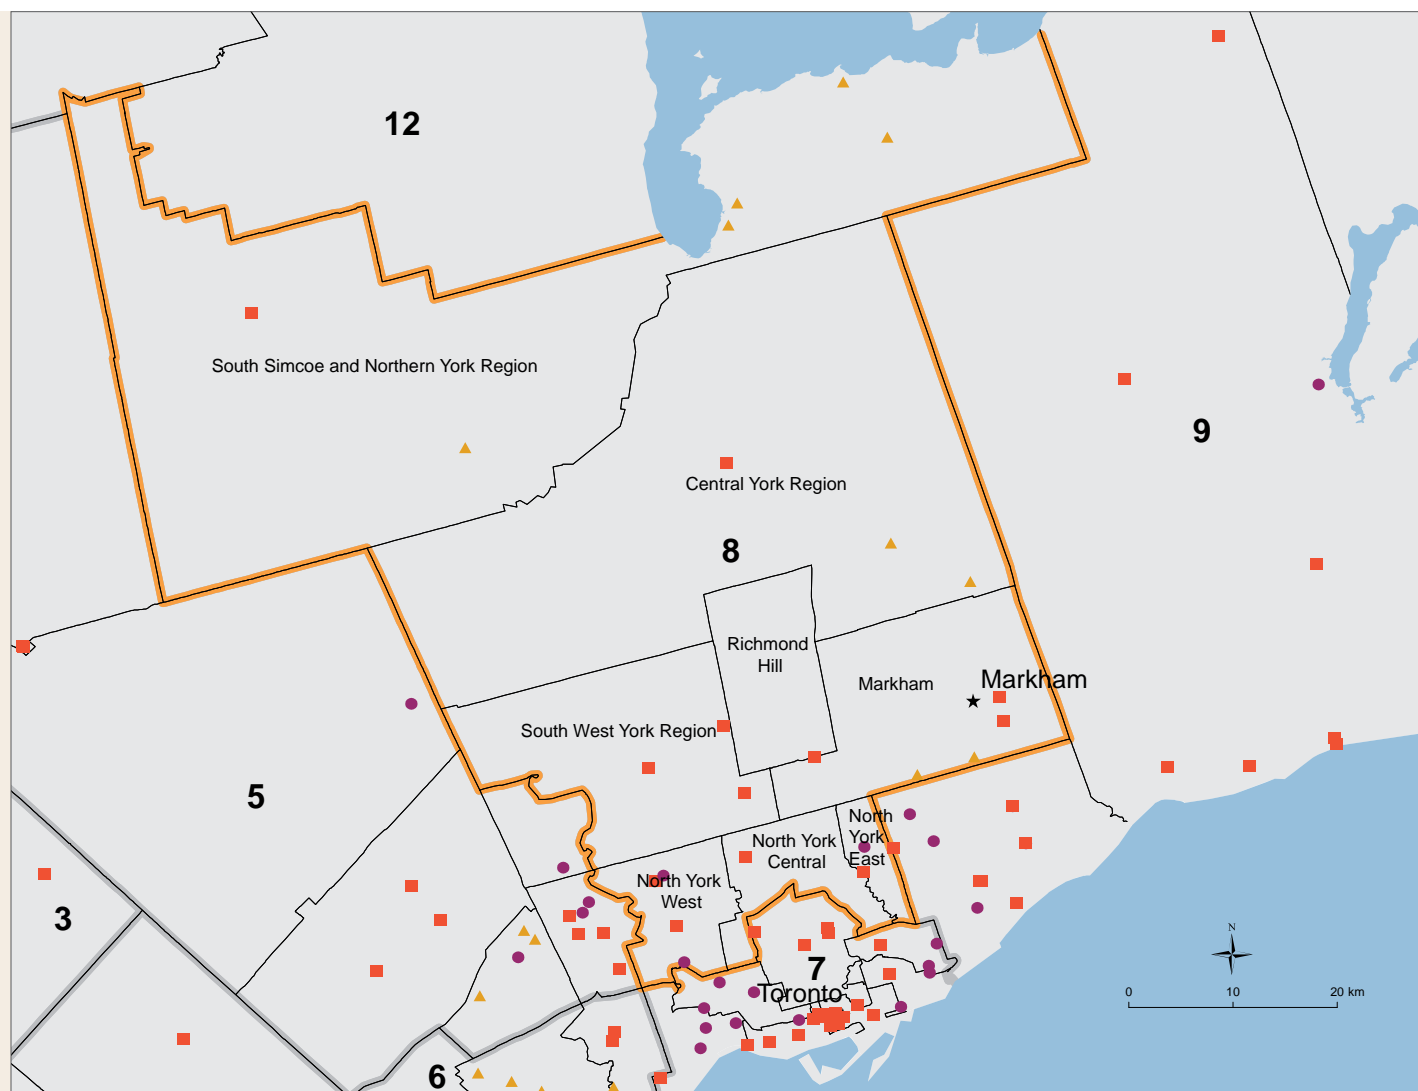 12
South Simcoe and Northern York Region
9
Central York Region
8
Richmond
Hill
Markham
Markham
South West York Region
5
North
York
East
North York
Central
North York
West
3
7
Toronto
N
0
10
20 km
6